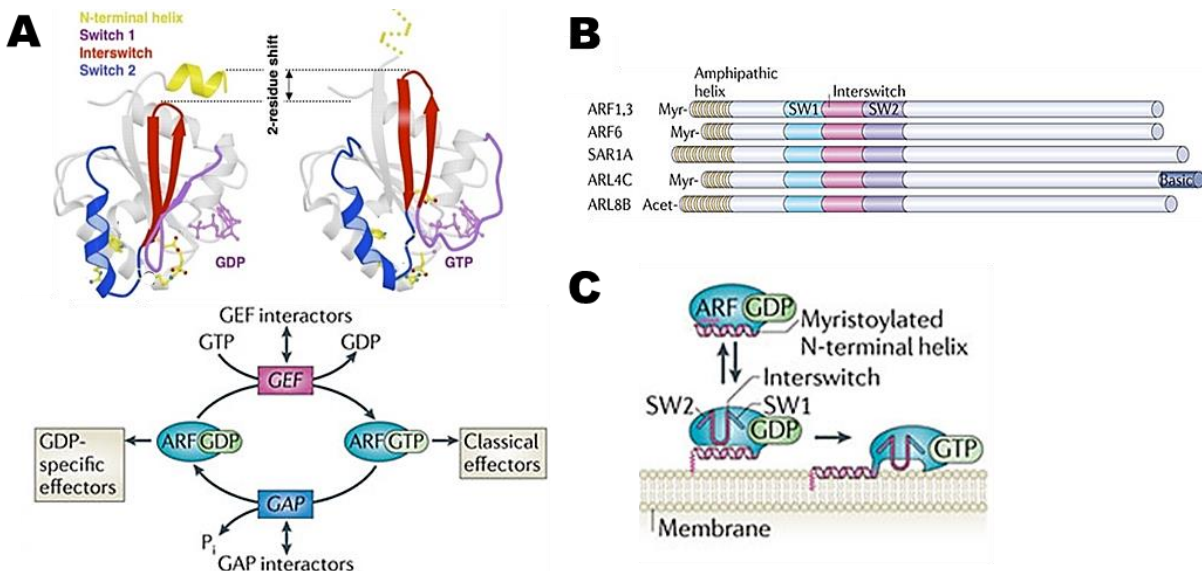 A
N-terminal helix
Switch 1
Interswitch
Switch 2
2-residue shift
GDP
GTP
GEF interactors
GTP
GDP
GEF
GDP-
specific
effectors
ARF GDP
ARF GTP
Classical
effectors
GAP
Pi
GAP interactors
B
Amphipathic
helix
Interswitch
ARF1,3 Myr- SW1 SW2
ARF6 Myr-
SAR1A
ARL4C Myr- Basic
ARL8B Acet-
C
ARF GDP
Myristoylated
N-terminal helix
Interswitch
SW2 SW1
GDP
GTP
Membrane